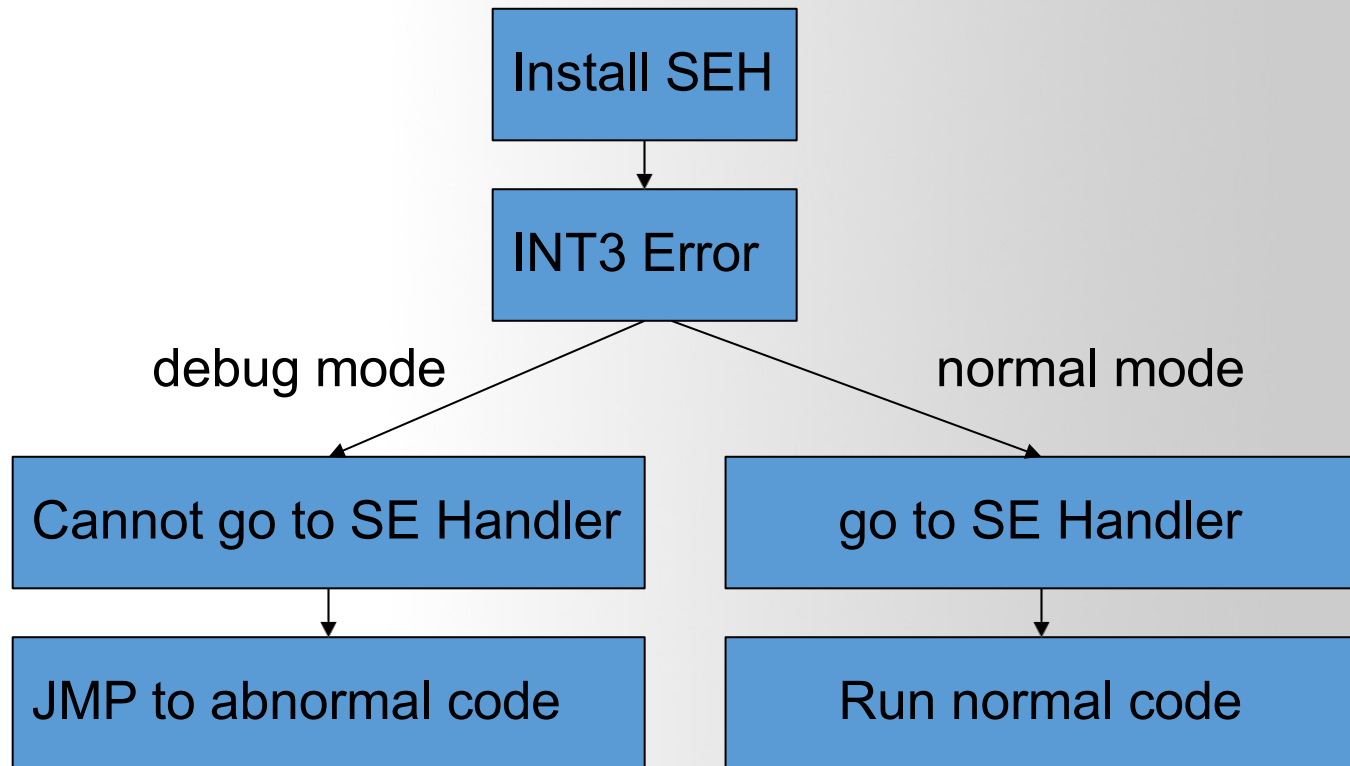 Install SEH
INT3 Error
debug mode
normal mode
Cannot go to SE Handler
go to SE Handler
JMP to abnormal code
Run normal code